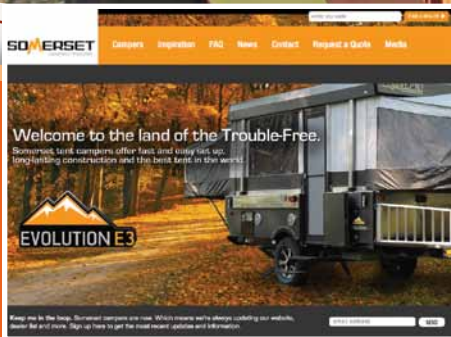 SOMERSET
Campers Inspiration FAQ News Contact Request a Quote Media
Welcome to the land of the Trouble-Free.
Somerset tent campers offer fast and easy set up,
long-lasting construction and the best tent in the world.
EVOLUTION E3
Keep me in the loop. Somerset campers are new. Which means we're always updating our website,
dealer list and more. Sign up here to get the most recent updates and information.
SEND